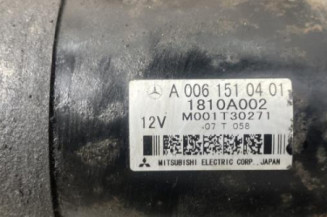 A 006 151 04 01
1810A002
12V M001T30271
07 T 058
MITSUBISHI ELECTRIC CORP., JAPAN